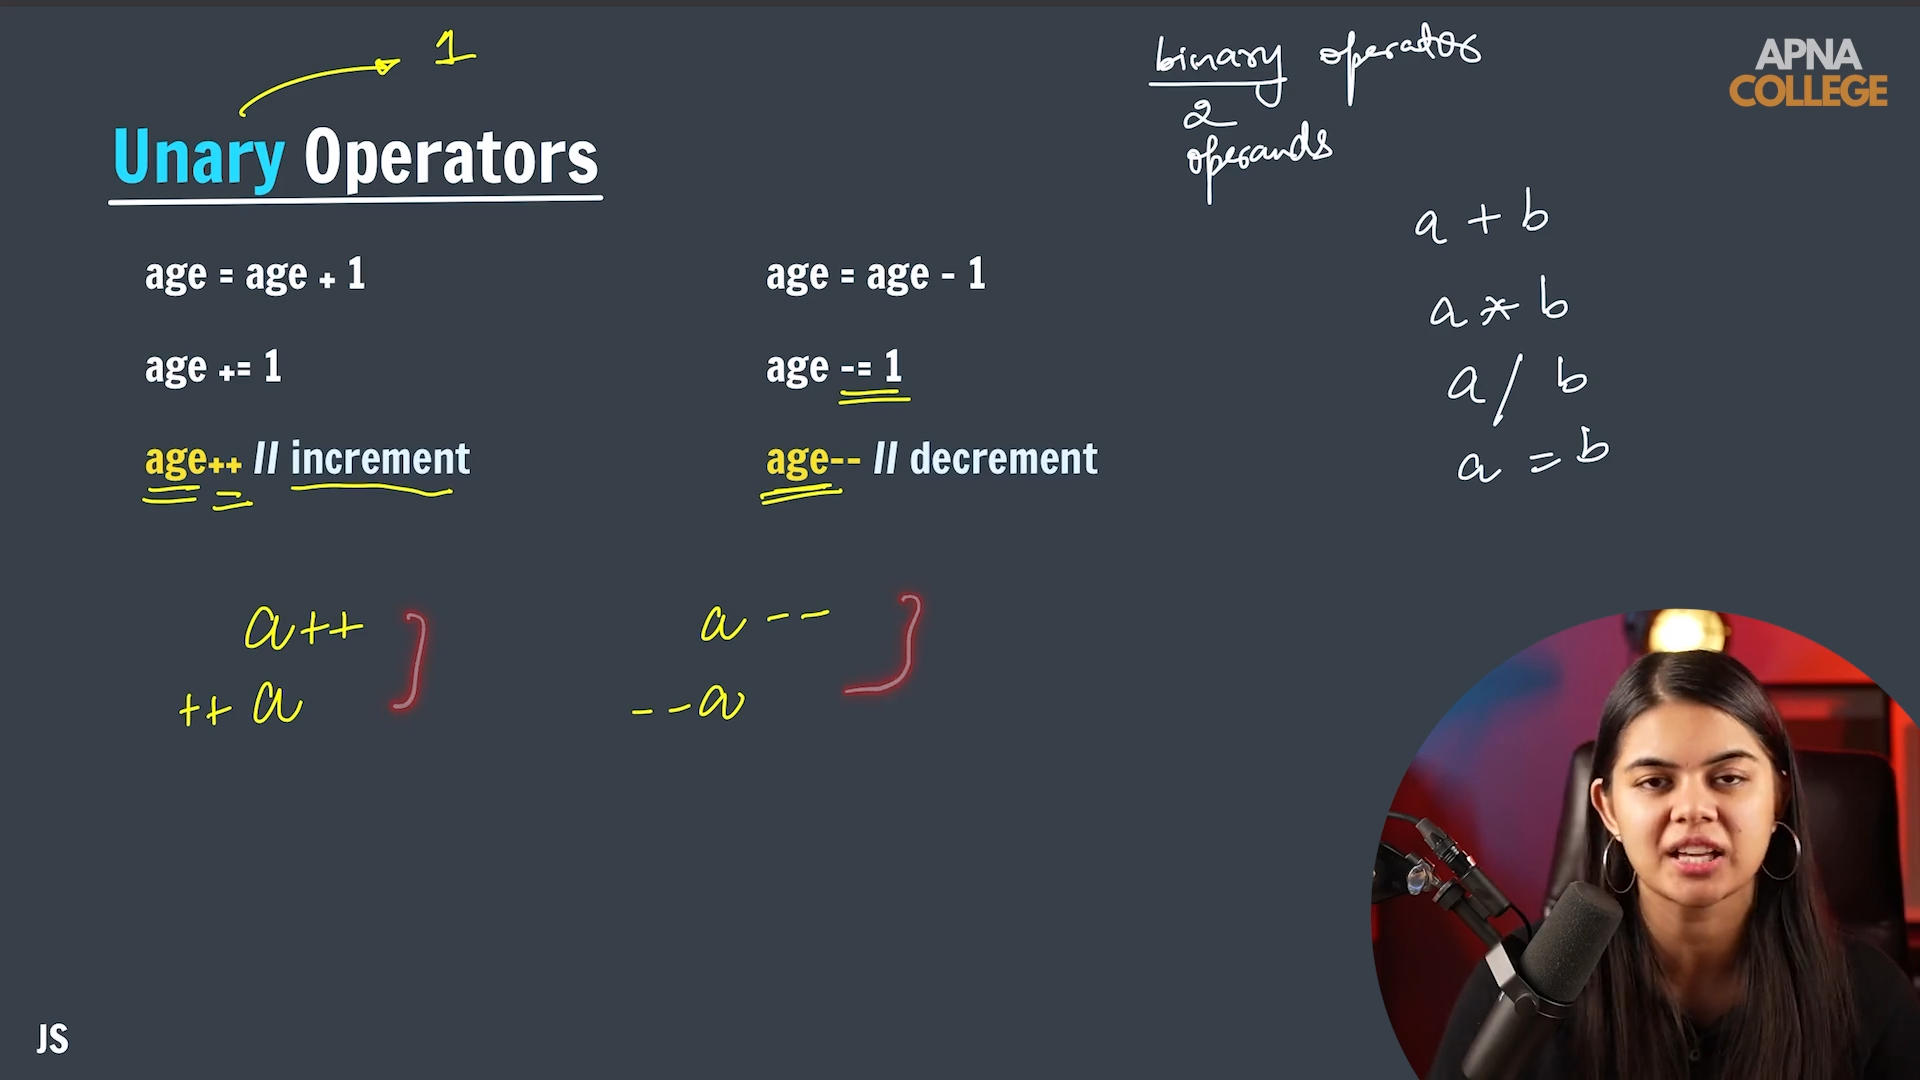 1
binary operator
2
operands
APNA
COLLEGE
Unary Operators
age = age + 1
age = age - 1
age += 1
age -= 1
age++ // increment
age-- // decrement
a + b
a * b
a / b
a = b
a++
++ a
a --
--a
JS